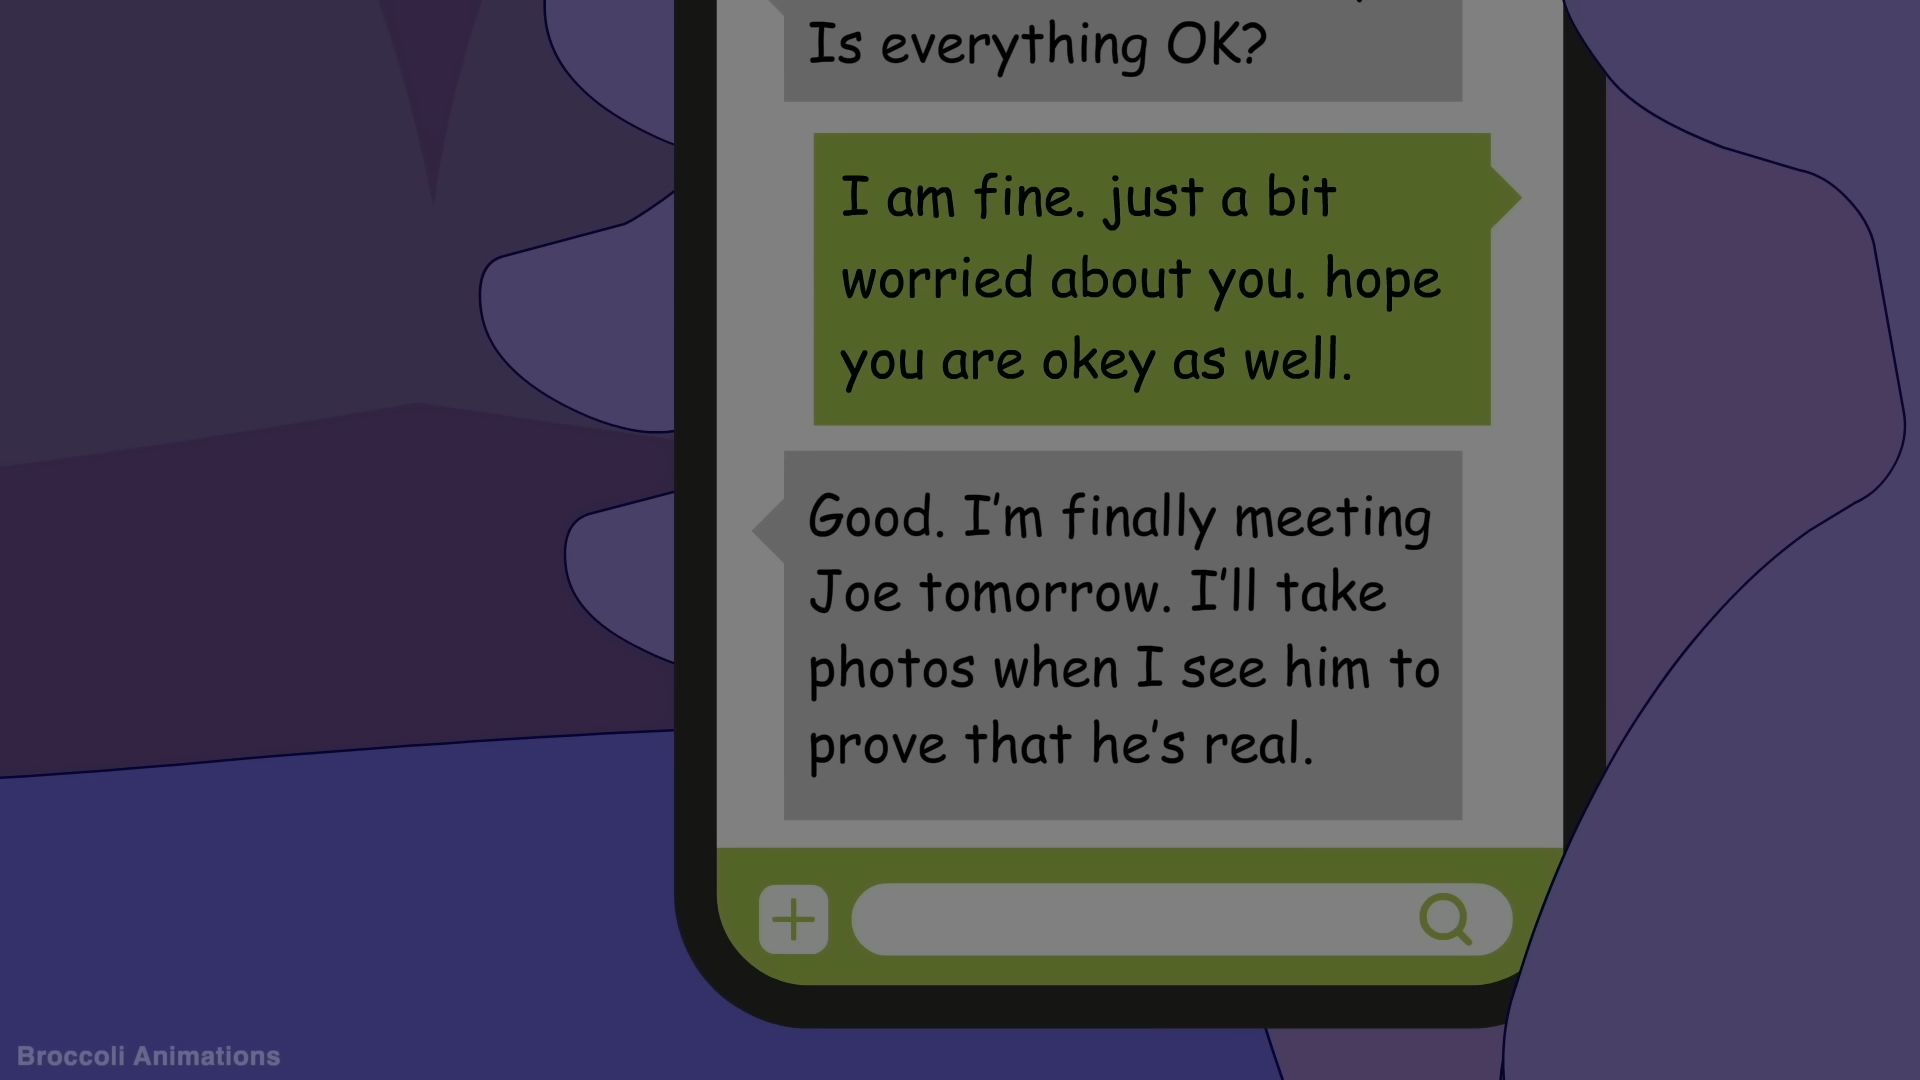 Is everything OK?
I am fine. just a bit
worried about you. hope
you are okey as well.
Good. I'm finally meeting
Joe tomorrow. I'll take
photos when I see him to
prove that he's real.
Broccoli Animations